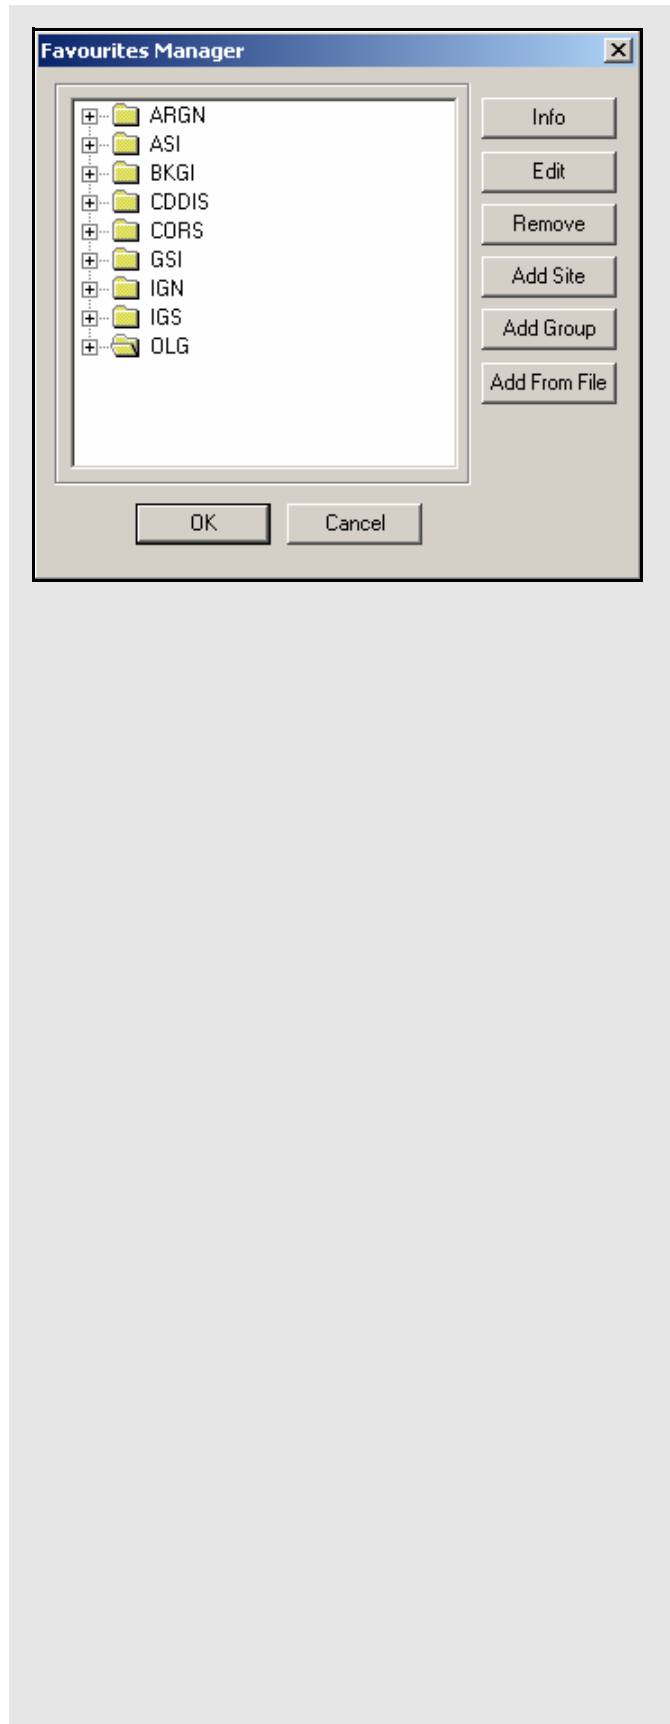 Favourites Manager
ARGN
ASI
BKGI
CDDIS
CORS
GSI
IGN
IGS
OLG
Info
Edit
Remove
Add Site
Add Group
Add From File
OK
Cancel